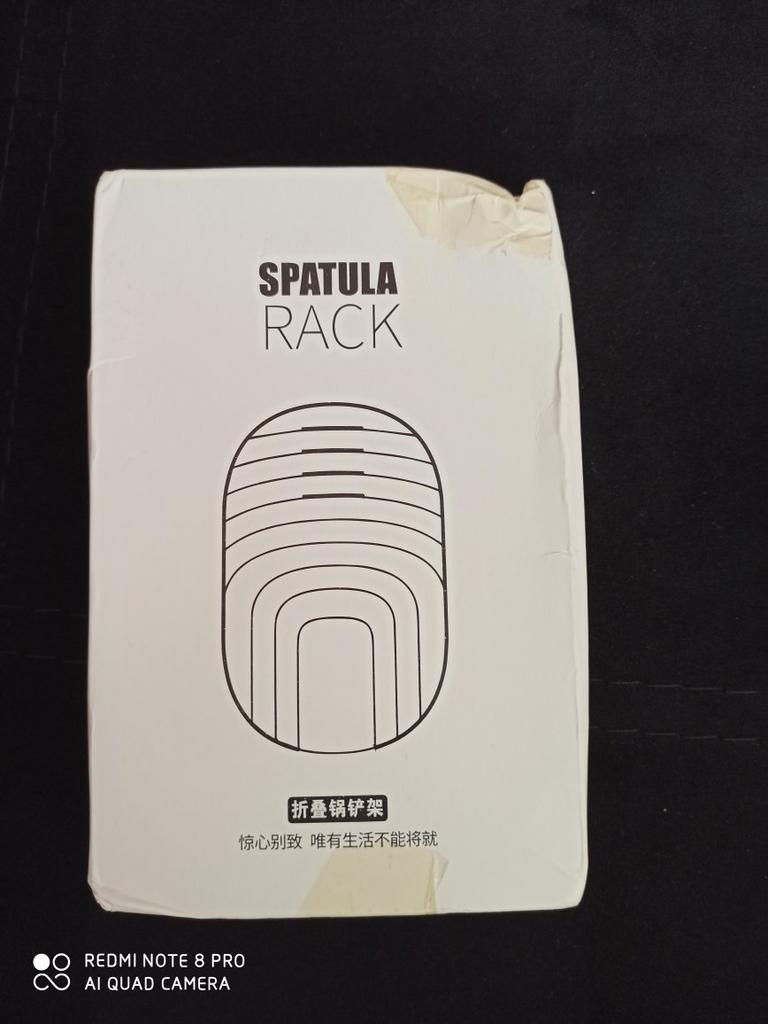 SPATULA
RACK
折叠锅铲架
惊心别致 唯有生活不能将就
REDMI NOTE 8 PRO
AI QUAD CAMERA